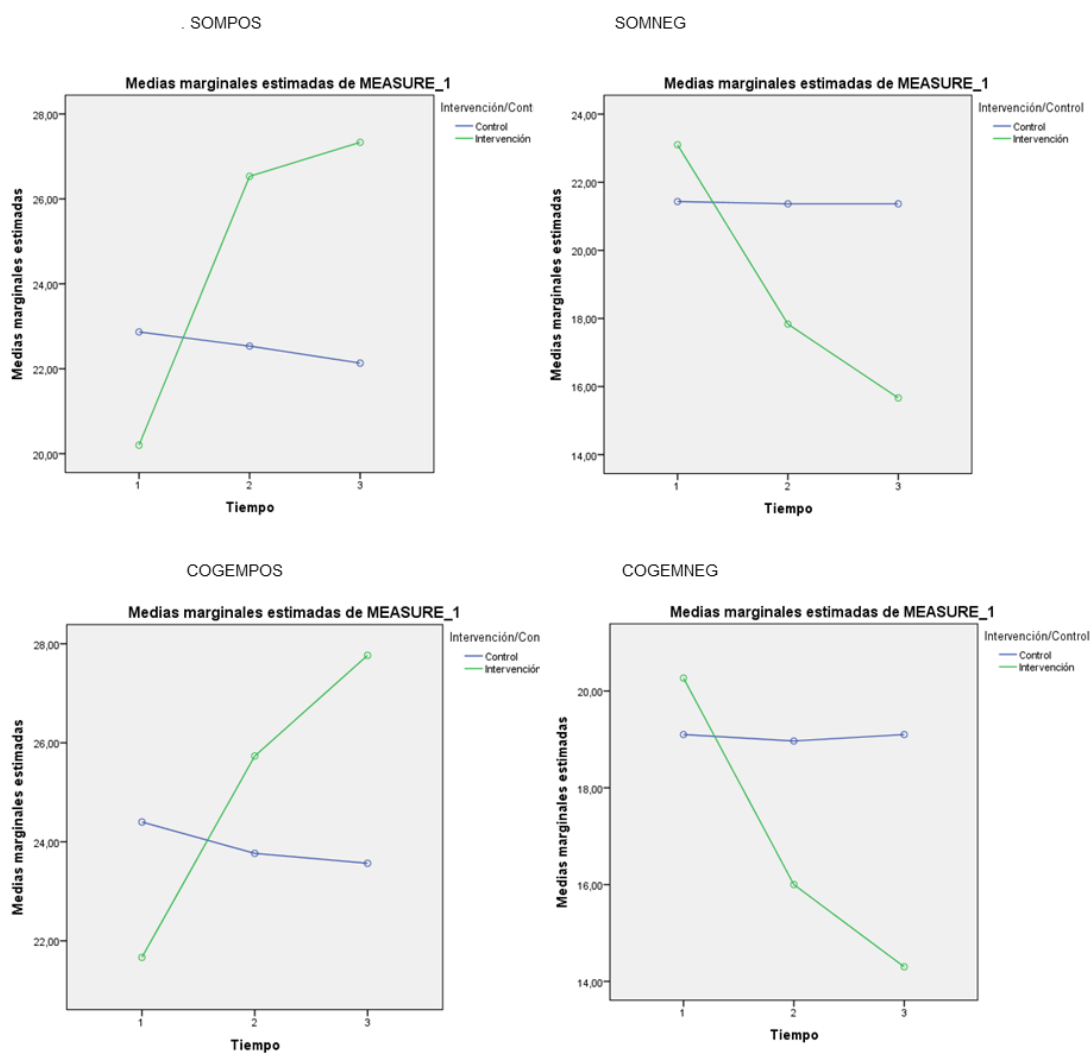 . SOMPOS
SOMNEG
Medias marginales estimadas de MEASURE_1
Medias marginales estimadas de MEASURE_1
28,00
26,00
24,00
22,00
20,00
Medias marginales estimadas
1
2
3
Tiempo
Intervención/Cont
Control
Intervención
24,00
22,00
20,00
18,00
16,00
14,00
Medias marginales estimadas
1
2
3
Tiempo
Intervención/Control
Control
Intervención
COGEMPOS
COGEMNEG
Medias marginales estimadas de MEASURE_1
Medias marginales estimadas de MEASURE_1
28,00
26,00
24,00
22,00
Medias marginales estimadas
1
2
3
Tiempo
Intervención/Con
Control
Intervenciór
20,00
18,00
16,00
14,00
Medias marginales estimadas
1
2
3
Tiempo
Intervención/Control
Control
Intervención